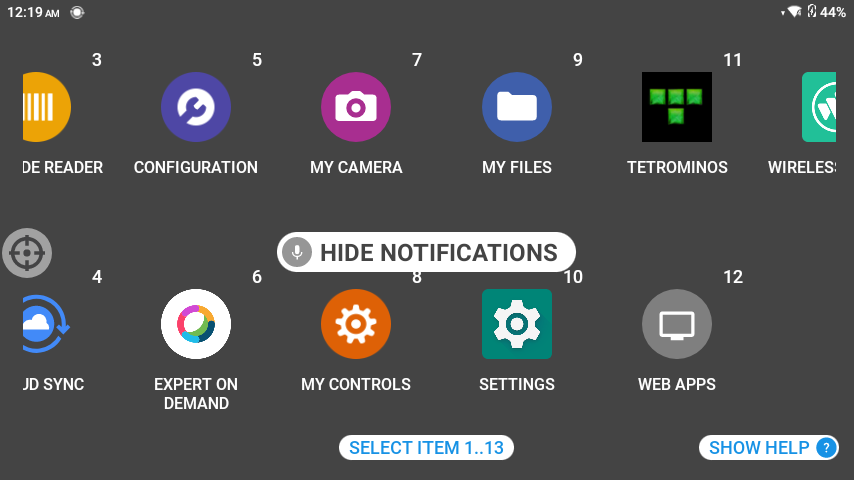 12:19 AM
44%
3
5
7
9
11
DE READER
CONFIGURATION
MY CAMERA
MY FILES
TETROMINOS
WIRELESS
HIDE NOTIFICATIONS
4
6
8
10
12
UD SYNC
EXPERT ON
DEMAND
MY CONTROLS
SETTINGS
WEB APPS
SELECT ITEM 1..13
SHOW HELP ?